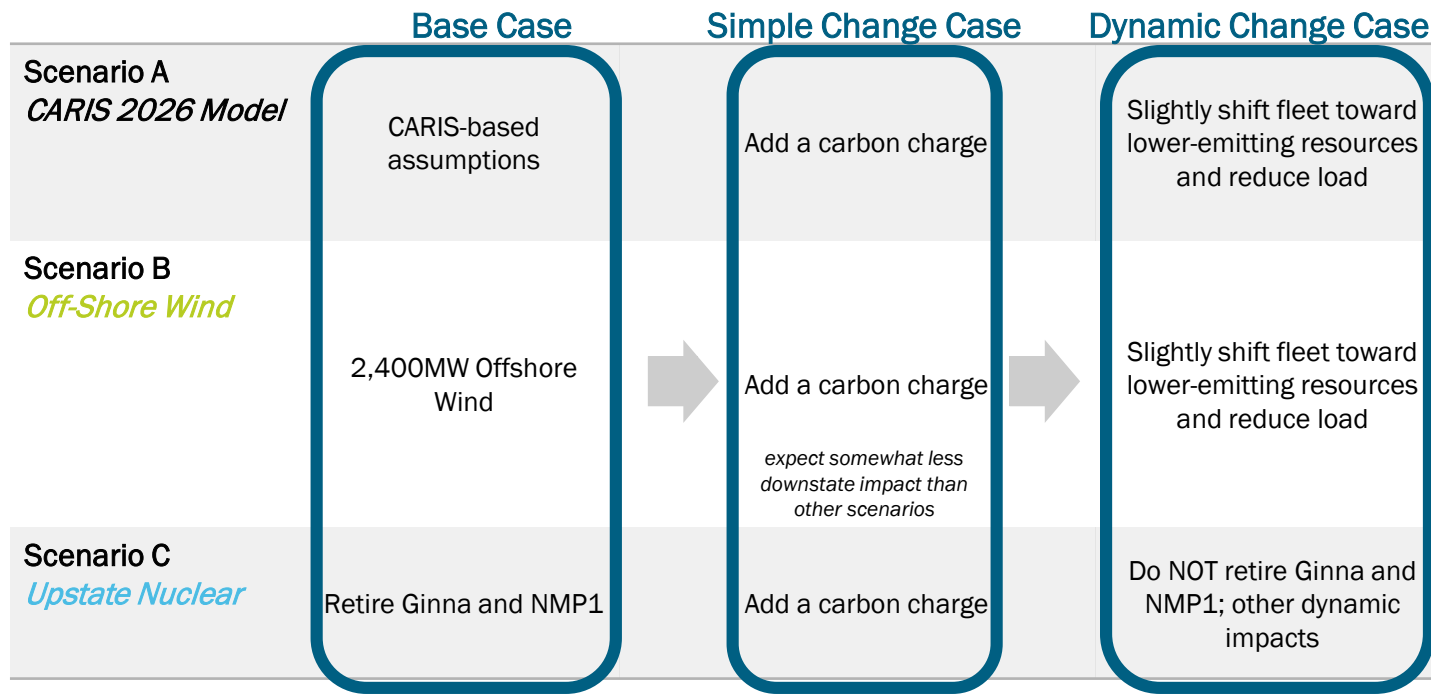 Base Case
Simple Change Case
Dynamic Change Case
Scenario A
CARIS 2026 Model
CARIS-based
assumptions
Add a carbon charge
Slightly shift fleet toward
lower-emitting resources
and reduce load
Scenario B
Off-Shore Wind
2,400MW Offshore
Wind
Add a carbon charge
expect somewhat less
downstate impact than
other scenarios
Slightly shift fleet toward
lower-emitting resources
and reduce load
Scenario C
Upstate Nuclear
Retire Ginna and NMP1
Add a carbon charge
Do NOT retire Ginna and
NMP1; other dynamic
impacts